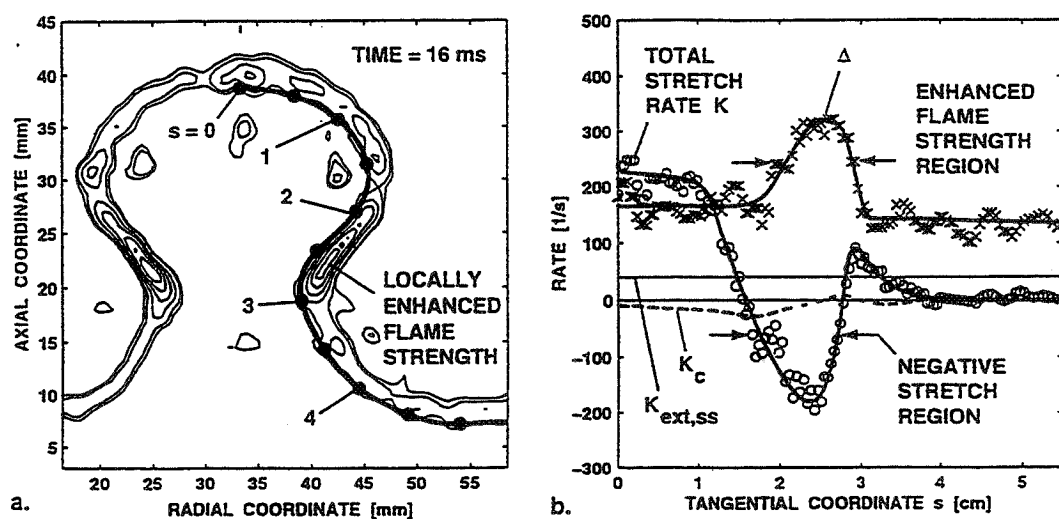 45
40
35
30
25
20
15
10
5
AXIAL COORDINATE [mm]
TIME = 16 ms
s = 0
1
2
3
4
LOCALLY
ENHANCED
FLAME
STRENGTH
20 25 30 35 40 45 50 55
RADIAL COORDINATE [mm]
a.
500
400
300
200
100
0
-100
-200
-300
RATE [1/s]
TOTAL
STRETCH
RATE K
Δ
ENHANCED
FLAME
STRENGTH
REGION
Kc
Kext,ss
NEGATIVE
STRETCH
REGION
0 1 2 3 4 5
TANGENTIAL COORDINATE s [cm]
b.